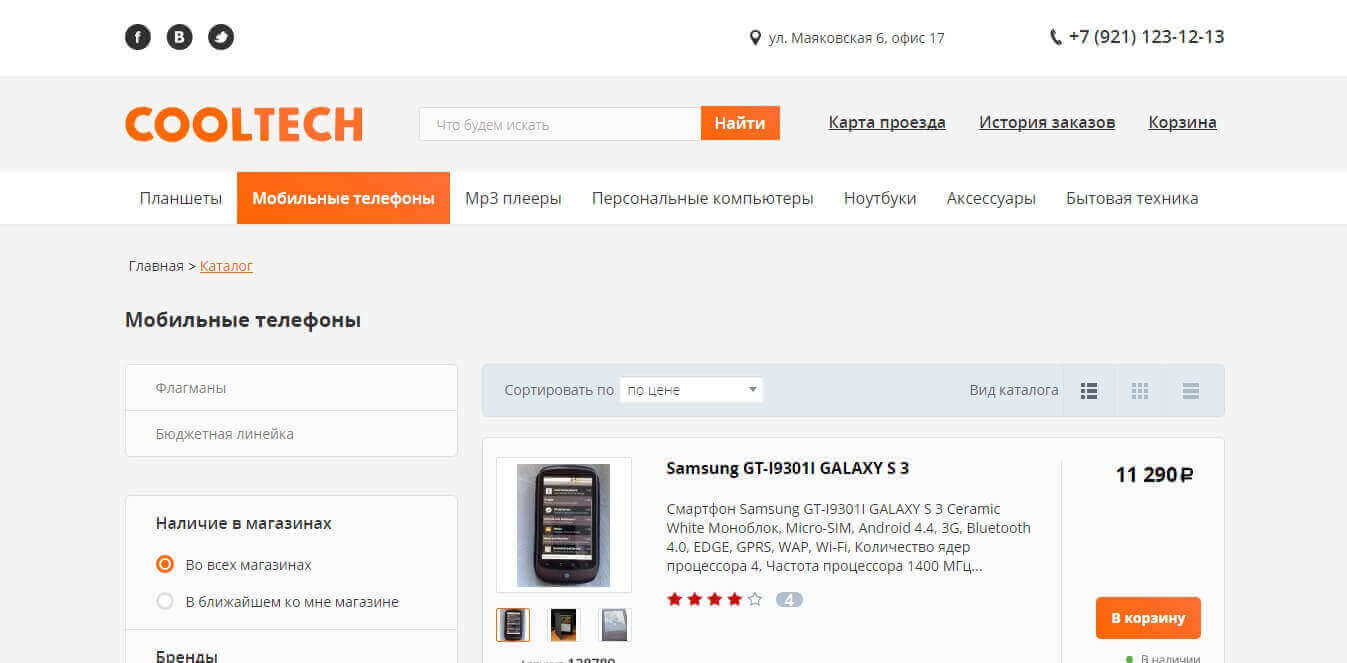 ул. Маяковская 6, офис 17
+7 (921) 123-12-13
COOLTECH
Что будем искать
Найти
Карта проезда
История заказов
Корзина
Планшеты
Мобильные телефоны
Mp3 плееры
Персональные компьютеры
Ноутбуки
Аксессуары
Бытовая техника
Главная > Каталог
Мобильные телефоны
Флагманы
Бюджетная линейка
Наличие в магазинах
Во всех магазинах
В ближайшем ко мне магазине
Бренды
Сортировать по
по цене
Вид каталога
Samsung GT-I9301I GALAXY S 3
Смартфон Samsung GT-I9301I GALAXY S 3 Ceramic
White Моноблок, Micro-SIM, Android 4.4, 3G, Bluetooth
4.0, EDGE, GPRS, WAP, Wi-Fi, Количество ядер
процессора 4, Частота процессора 1400 МГц...
4
11 290 ₽
В корзину
В наличии
128789